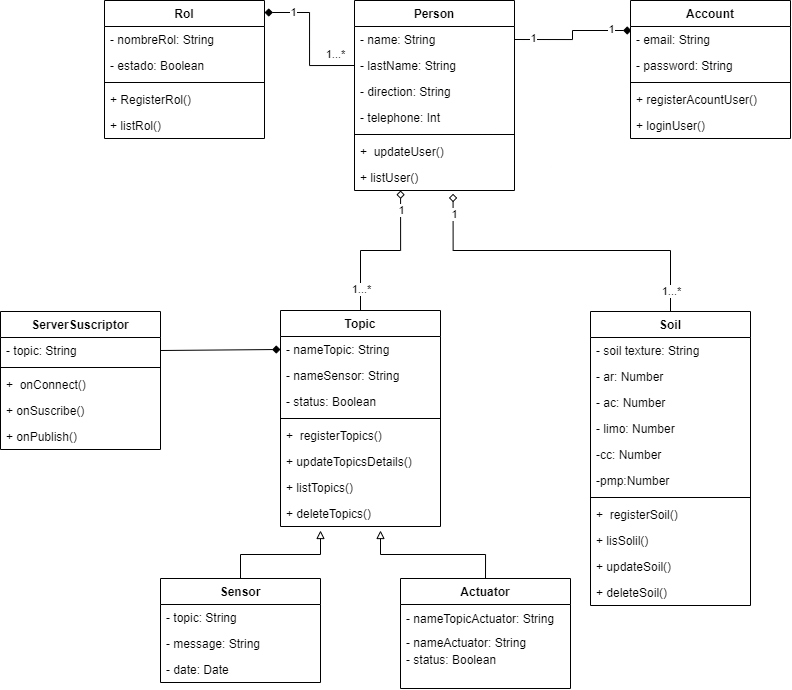 Rol
- nombreRol: String
- estado: Boolean
+ RegisterRol()
+ listRol()
1
1...*
Person
- name: String
- lastName: String
- direction: String
- telephone: Int
+  updateUser()
+ listUser()
1
1
Account
- email: String
- password: String
+ registerAcountUser()
+ loginUser()
1
1
1...*
1...*
ServerSuscriptor
- topic: String
+  onConnect()
+ onSuscribe()
+ onPublish()
Topic
- nameTopic: String
- nameSensor: String
- status: Boolean
+  registerTopics()
+ updateTopicsDetails()
+ listTopics()
+ deleteTopics()
Soil
- soil texture: String
- ar: Number
- ac: Number
- limo: Number
-cc: Number
-pmp:Number
+  registerSoil()
+ lisSolil()
+ updateSoil()
+ deleteSoil()
Sensor
- topic: String
- message: String
- date: Date
Actuator
- nameTopicActuator: String
- nameActuator: String
- status: Boolean